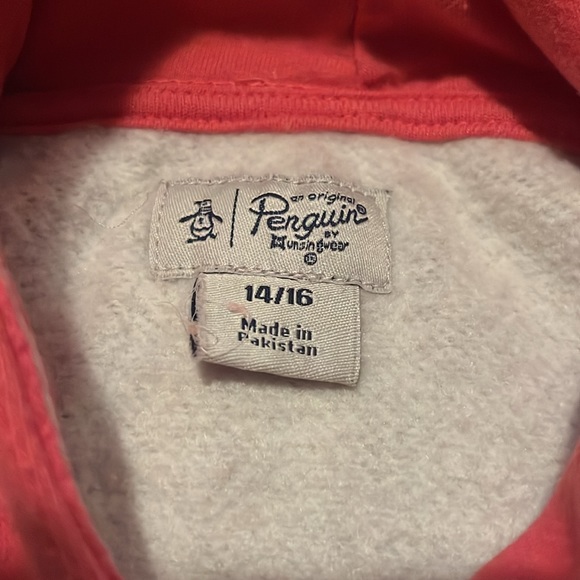 an original
Penguin®
BY
Munsingwear
14/16
Made in
Pakistan